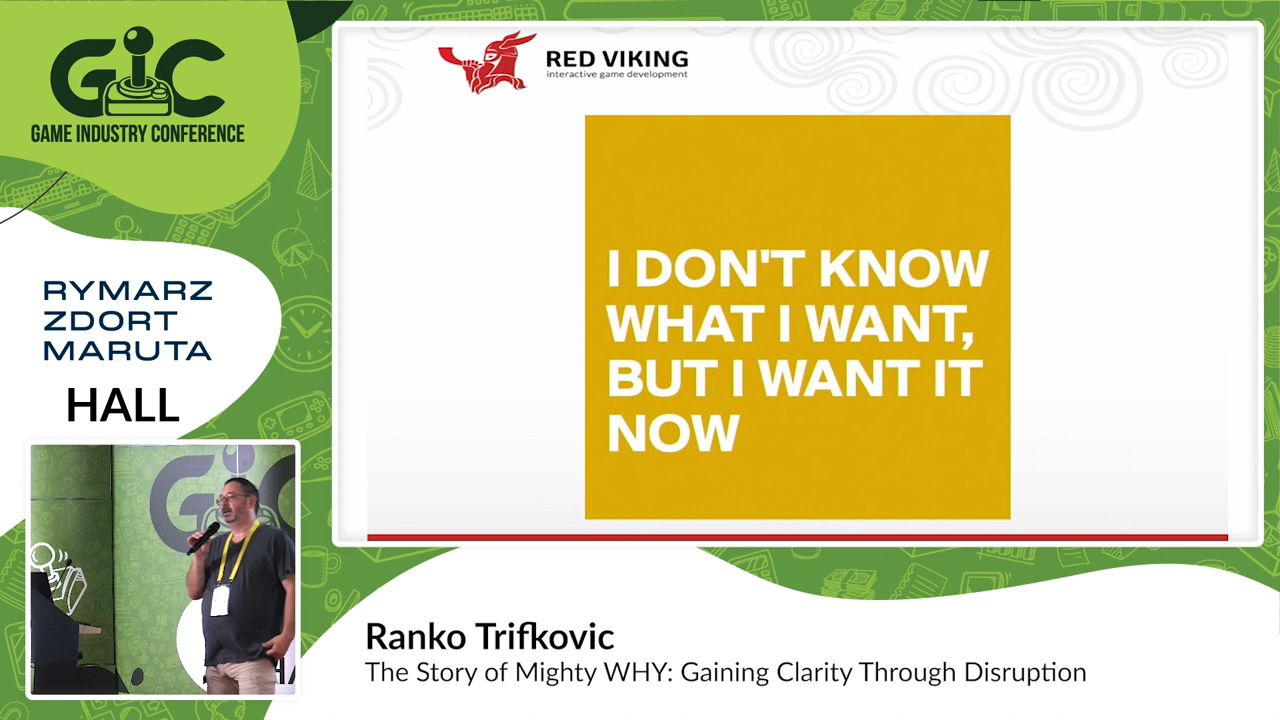 GIC
GAME INDUSTRY CONFERENCE
RYMARZ
ZDORT
MARUTA
HALL
RED VIKING
interactive game development
I DON'T KNOW
WHAT I WANT,
BUT I WANT IT
NOW
Ranko Trifkovic
The Story of Mighty WHY: Gaining Clarity Through Disruption